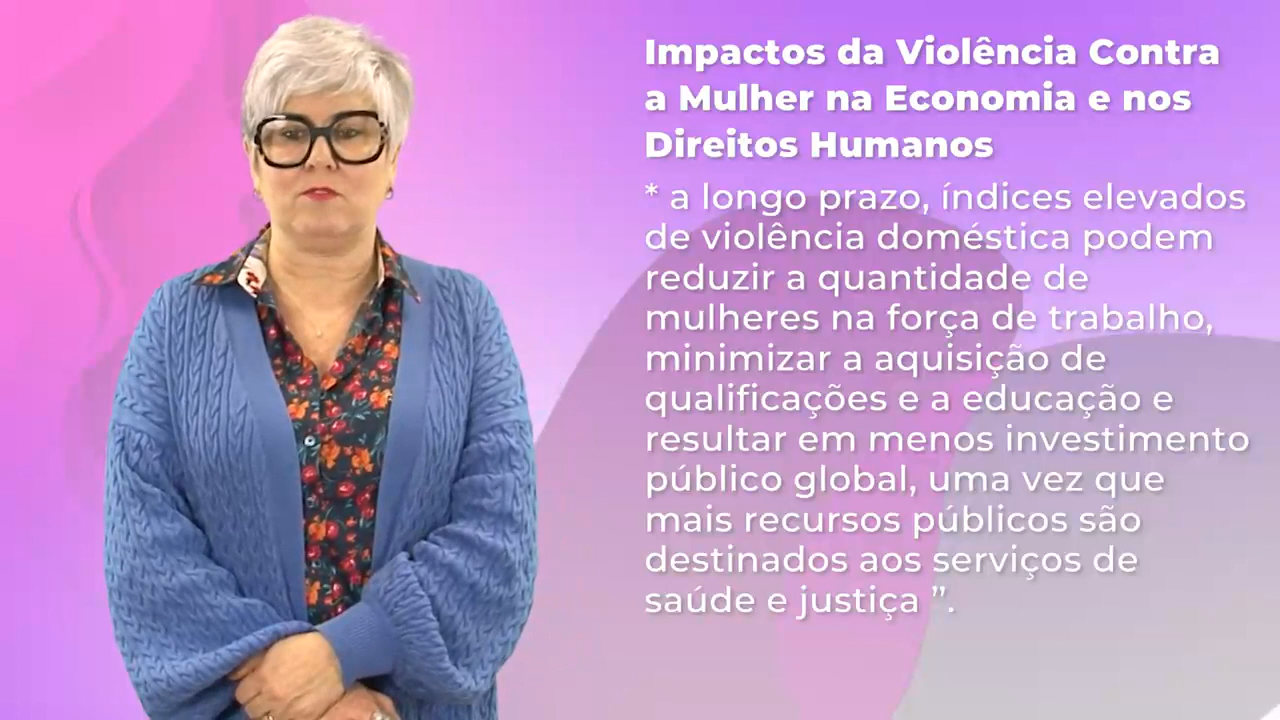 Impactos da Violência Contra
a Mulher na Economia e nos
Direitos Humanos
* a longo prazo, índices elevados
de violência doméstica podem
reduzir a quantidade de
mulheres na força de trabalho,
minimizar a aquisição de
qualificações e a educação e
resultar em menos investimento
público global, uma vez que
mais recursos públicos são
destinados aos serviços de
saúde e justiça ”.